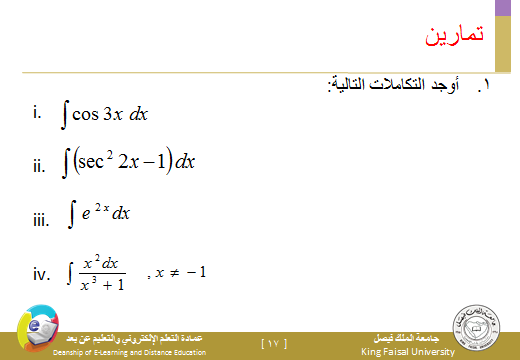 تمارين
١. أوجد التكاملات التالية:
i. ∫ cos 3x dx
ii. ∫ (sec² 2x − 1) dx
iii. ∫ e²ˣ dx
iv. ∫ x² dx / x³ + 1 , x ≠ −1
عمادة التعلم الإلكتروني والتعليم عن بعد
Deanship of E-Learning and Distance Education
[ ١٧ ]
جامعة الملك فيصل
King Faisal University